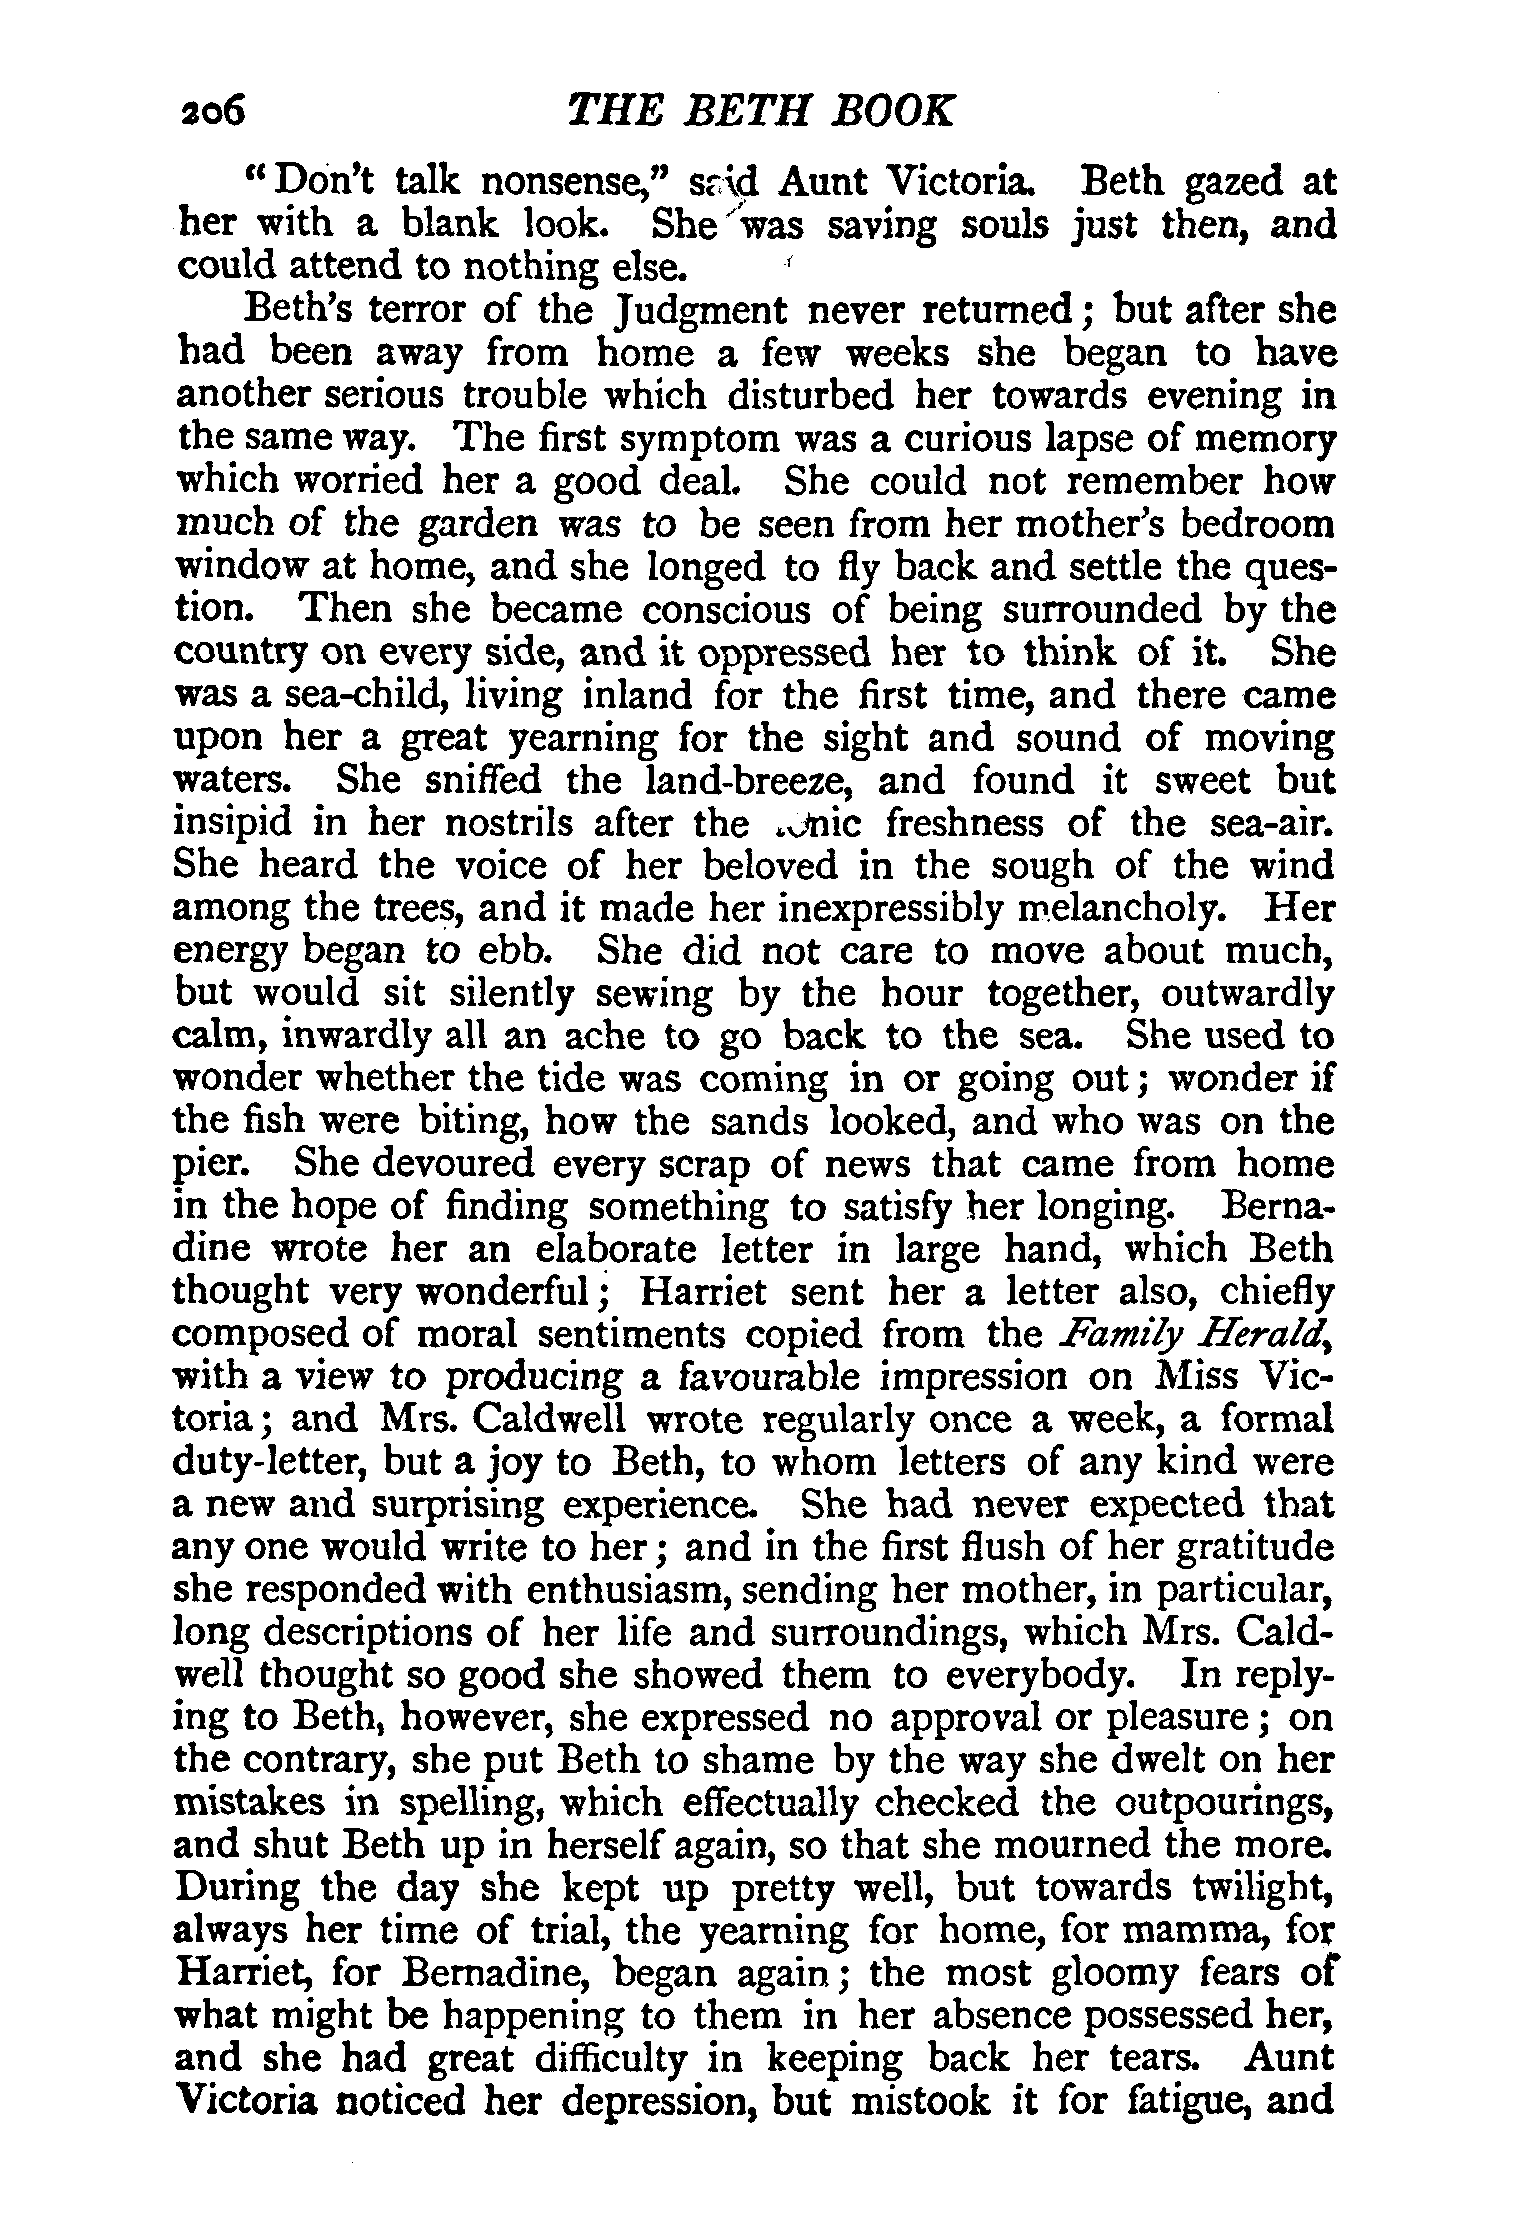 206 THE BETH BOOK
"Don't talk nonsense," said Aunt Victoria. Beth gazed at
her with a blank look. She was saving souls just then, and
could attend to nothing else.
Beth's terror of the Judgment never returned; but after she
had been away from home a few weeks she began to have
another serious trouble which disturbed her towards evening in
the same way. The first symptom was a curious lapse of memory
which worried her a good deal. She could not remember how
much of the garden was to be seen from her mother's bedroom
window at home, and she longed to fly back and settle the ques-
tion. Then she became conscious of being surrounded by the
country on every side, and it oppressed her to think of it. She
was a sea-child, living inland for the first time, and there came
upon her a great yearning for the sight and sound of moving
waters. She sniffed the land-breeze, and found it sweet but
insipid in her nostrils after the tonic freshness of the sea-air.
She heard the voice of her beloved in the sough of the wind
among the trees, and it made her inexpressibly melancholy. Her
energy began to ebb. She did not care to move about much,
but would sit silently sewing by the hour together, outwardly
calm, inwardly all an ache to go back to the sea. She used to
wonder whether the tide was coming in or going out; wonder if
the fish were biting, how the sands looked, and who was on the
pier. She devoured every scrap of news that came from home
in the hope of finding something to satisfy her longing. Berna-
dine wrote her an elaborate letter in large hand, which Beth
thought very wonderful; Harriet sent her a letter also, chiefly
composed of moral sentiments copied from the Family Herald,
with a view to producing a favourable impression on Miss Vic-
toria; and Mrs. Caldwell wrote regularly once a week, a formal
duty-letter, but a joy to Beth, to whom letters of any kind were
a new and surprising experience. She had never expected that
any one would write to her; and in the first flush of her gratitude
she responded with enthusiasm, sending her mother, in particular,
long descriptions of her life and surroundings, which Mrs. Cald-
well thought so good she showed them to everybody. In reply-
ing to Beth, however, she expressed no approval or pleasure; on
the contrary, she put Beth to shame by the way she dwelt on her
mistakes in spelling, which effectually checked the outpourings,
and shut Beth up in herself again, so that she mourned the more.
During the day she kept up pretty well, but towards twilight,
always her time of trial, the yearning for home, for mamma, for
Harriet, for Bernadine, began again; the most gloomy fears of
what might be happening to them in her absence possessed her,
and she had great difficulty in keeping back her tears. Aunt
Victoria noticed her depression, but mistook it for fatigue, and